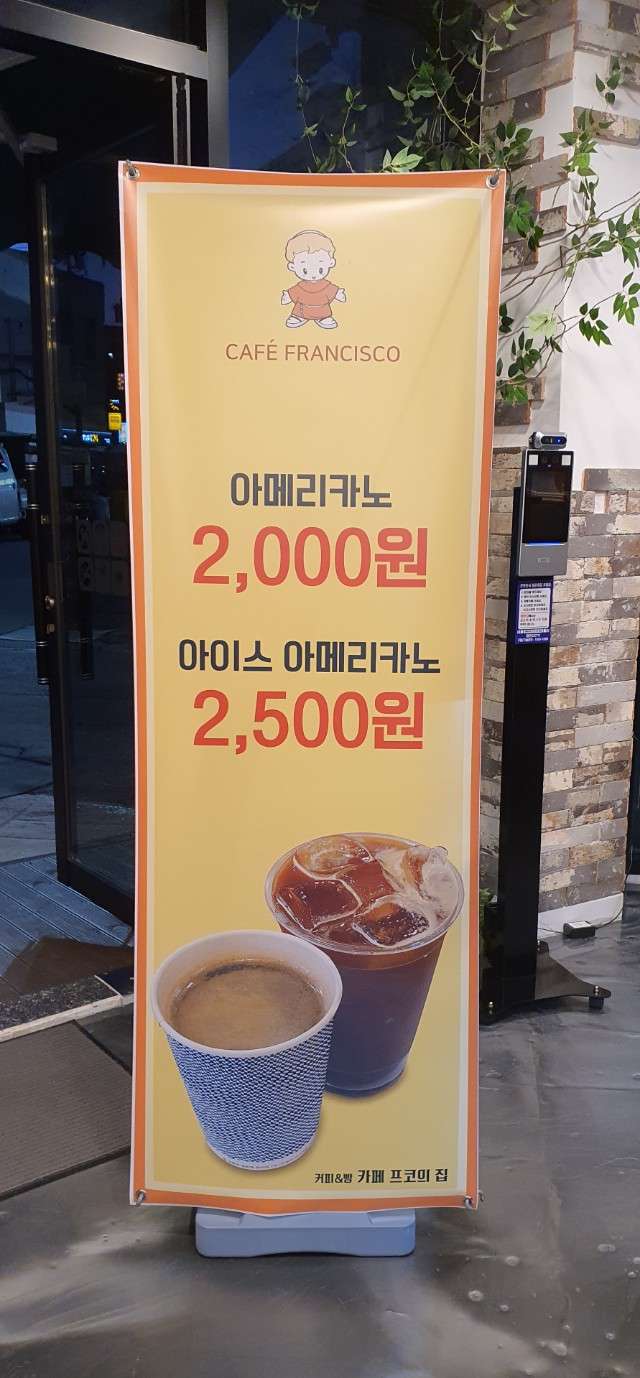 CAFÉ FRANCISCO
아메리카노
2,000원
아이스 아메리카노
2,500원
커피&빵 카페 프코의 집